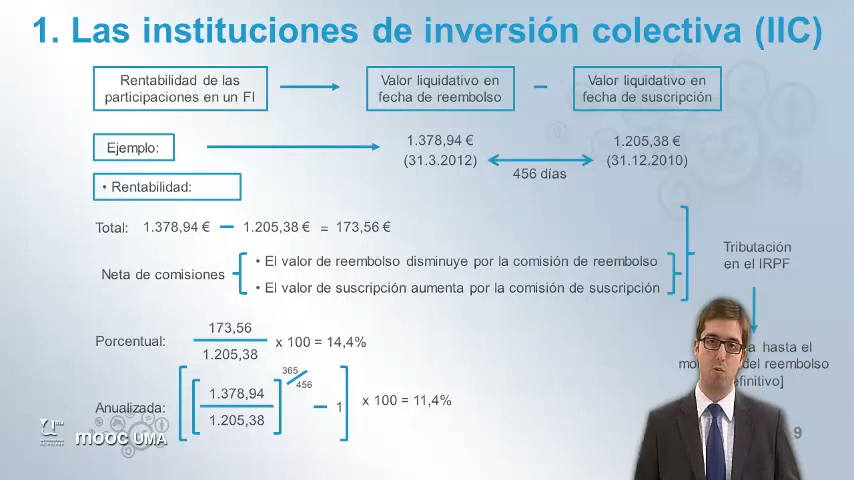 1. Las instituciones de inversión colectiva (IIC)
Rentabilidad de las
participaciones en un FI
Valor liquidativo en
fecha de reembolso
Valor liquidativo en
fecha de suscripción
Ejemplo:
1.378,94 €
(31.3.2012)
456 días
1.205,38 €
(31.12.2010)
• Rentabilidad:
Total: 1.378,94 € − 1.205,38 € = 173,56 €
Neta de comisiones
• El valor de reembolso disminuye por la comisión de reembolso
• El valor de suscripción aumenta por la comisión de suscripción
Tributación
en el IRPF
hasta el
del reembolso
Porcentual:
173,56
1.205,38
x 100 = 14,4%
Anualizada:
1.378,94
1.205,38
365
456
− 1
x 100 = 11,4%
mooc UMA
9